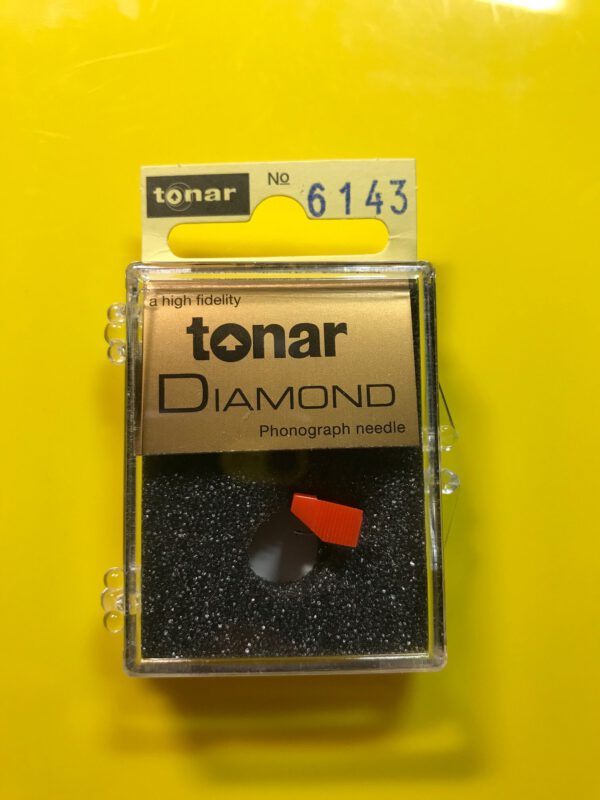 tonar
No 6143
a high fidelity
tonar
DIAMOND
Phonograph needle